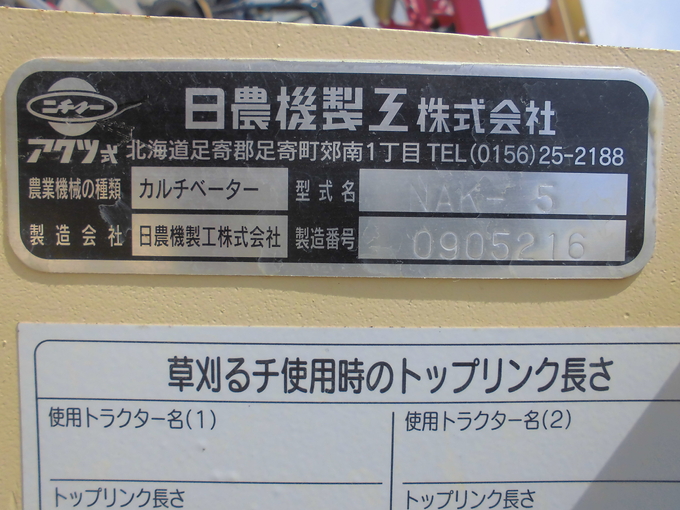 ニチノー
日農機製工株式会社
アクツ式
北海道足寄郡足寄町郊南1丁目 TEL(0156)25-2188
農業機械の種類 カルチベーター 型式名 NAK-5
製造会社 日農機製工株式会社 製造番号 0905216
草刈るチ使用時のトップリンク長さ
使用トラクター名(1) 使用トラクター名(2)
トップリンク長さ トップリンク長さ